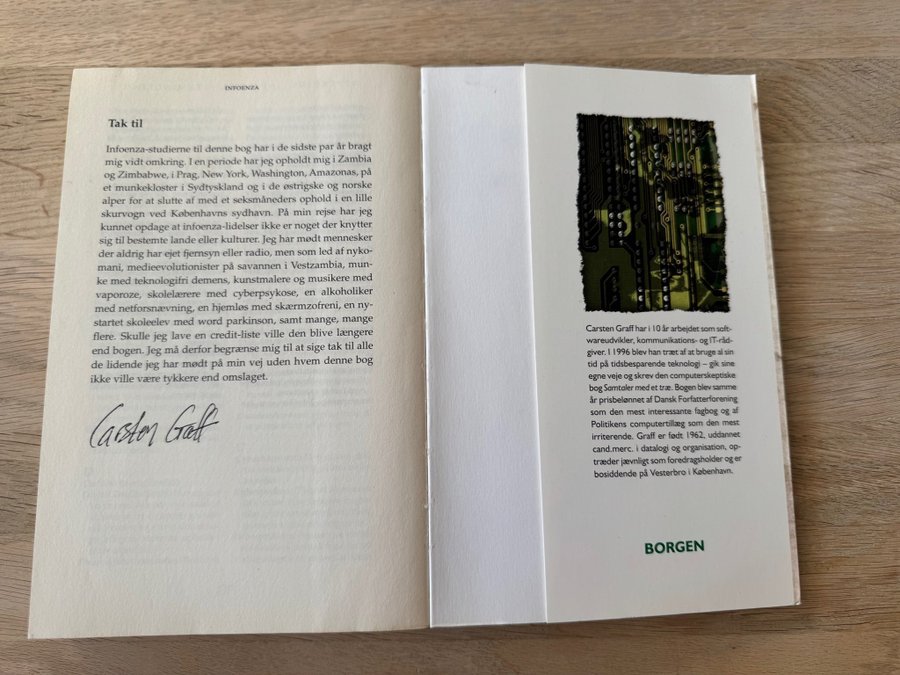 INFOENZA
Tak til
Infoenza-studierne til denne bog har i de sidste par år bragt
mig vidt omkring. I en periode har jeg opholdt mig i Zambia
og Zimbabwe, i Prag, New York, Washington, Amazonas, på
et munkekloster i Sydtyskland og i de østrigske og norske
alper for at slutte af med et seksmåneders ophold i en lille
skurvogn ved Københavns sydhavn. På min rejse har jeg
kunnet opdage at infoenza-lidelser ikke er noget der knytter
sig til bestemte lande eller kulturer. Jeg har mødt mennesker
der aldrig har ejet fjernsyn eller radio, men som led af nyko-
mani, medieevolutionister på savannen i Vestzambia, mun-
ke med teknologifri demens, kunstmalere og musikere med
vaporoze, skolelærere med cyberpsykose, en alkoholiker
med netforsnævning, en hjemløs med skærmzofreni, en ny-
startet skoleelev med word parkinson, samt mange, mange
flere. Skulle jeg lave en credit-liste ville den blive længere
end bogen. Jeg må derfor begrænse mig til at sige tak til alle
de lidende jeg har mødt på min vej uden hvem denne bog
ikke ville være tykkere end omslaget.
Carsten Graff
Carsten Graff har i 10 år arbejdet som soft-
wareudvikler, kommunikations- og IT-råd-
giver. I 1996 blev han træt af at bruge al sin
tid på tidsbesparende teknologi – gik sine
egne veje og skrev den computerskeptiske
bog Samtaler med et træ. Bogen blev samme
år prisbelønnet af Dansk Forfatterforening
som den mest interessante fagbog og af
Politikens computertillæg som den mest
irriterende. Graff er født 1962, uddannet
cand.merc. i datalogi og organisation, op-
træder jævnligt som foredragsholder og er
bosiddende på Vesterbro i København.
BORGEN